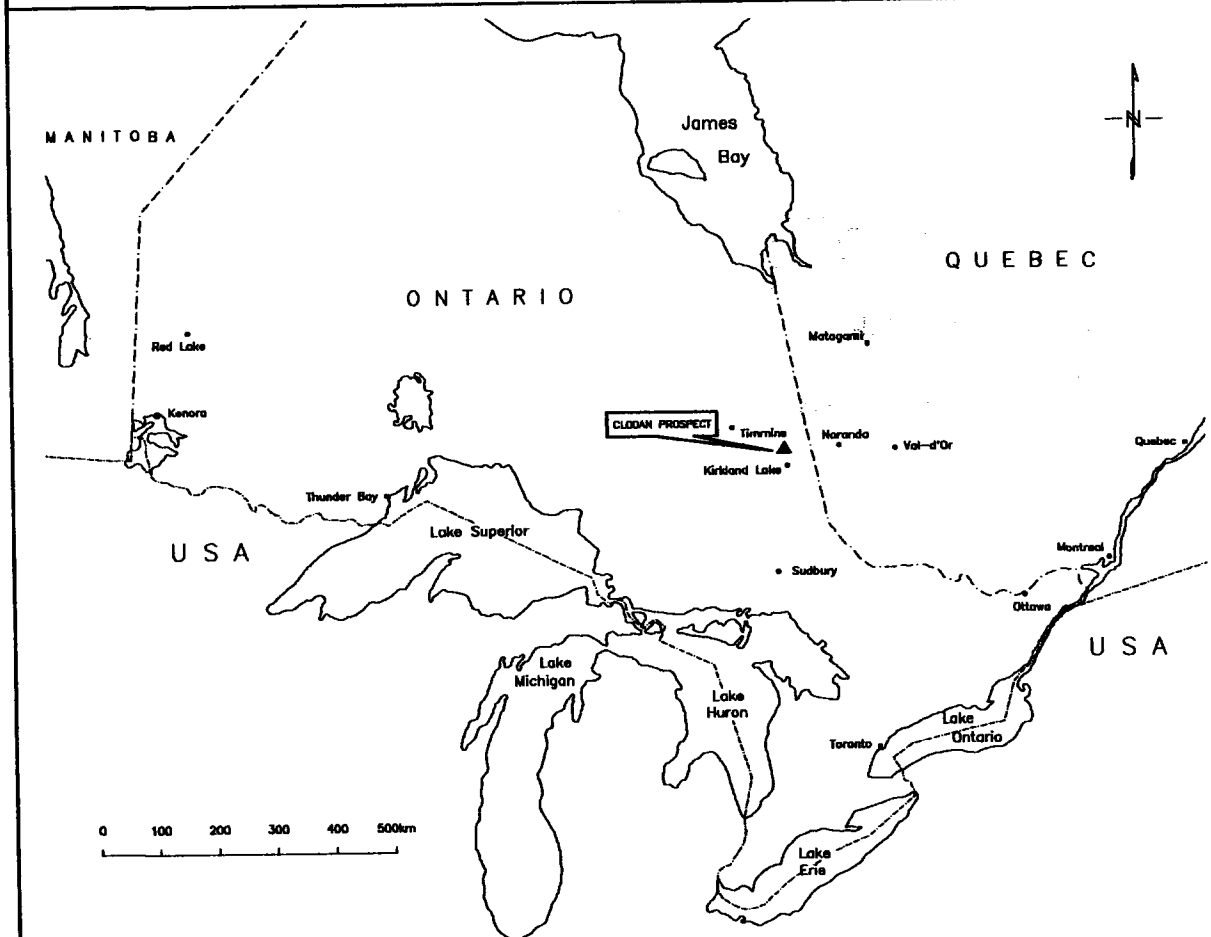 James
Bay
MANITOBA
-N-
QUEBEC
ONTARIO
Red Lake
Matagami
Kenora
CLODAN PROSPECT
Timmins
Noranda
Val-d'Or
Quebec
Kirkland Lake
Thunder Bay
Lake Superior
USA
Montreal
Sudbury
Ottawa
USA
Lake
Michigan
Lake
Huron
Lake
Ontario
Toronto
0 100 200 300 400 500km
Lake
Erie